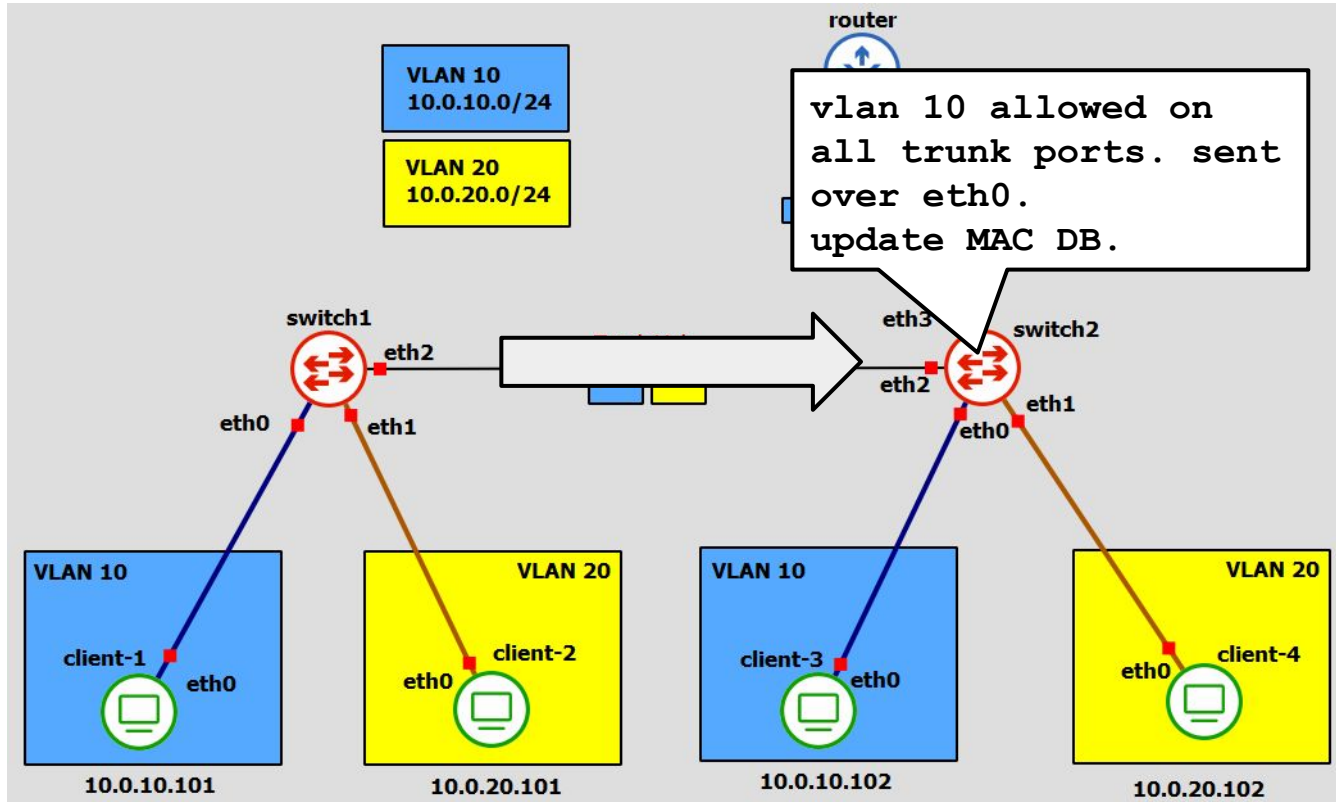 router
VLAN 10
10.0.10.0/24
VLAN 20
10.0.20.0/24
vlan 10 allowed on
all trunk ports. sent
over eth0.
update MAC DB.
switch1
eth2
eth0
eth1
eth3
switch2
eth2
eth1
eth0
VLAN 10
client-1
eth0
10.0.10.101
VLAN 20
client-2
eth0
10.0.20.101
VLAN 10
client-3
eth0
10.0.10.102
VLAN 20
client-4
eth0
10.0.20.102